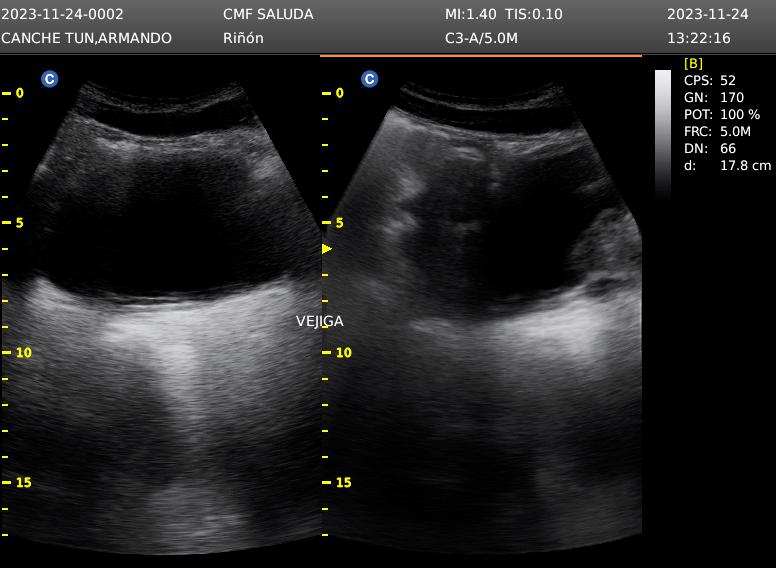 2023-11-24-0002 CMF SALUDA MI:1.40 TIS:0.10 2023-11-24
CANCHE TUN,ARMANDO Riñón C3-A/5.0M 13:22:16
[B]
CPS: 52
GN: 170
POT: 100 %
FRC: 5.0M
DN: 66
d: 17.8 cm
C C
0 0
5 5
VEJIGA
10 10
15 15